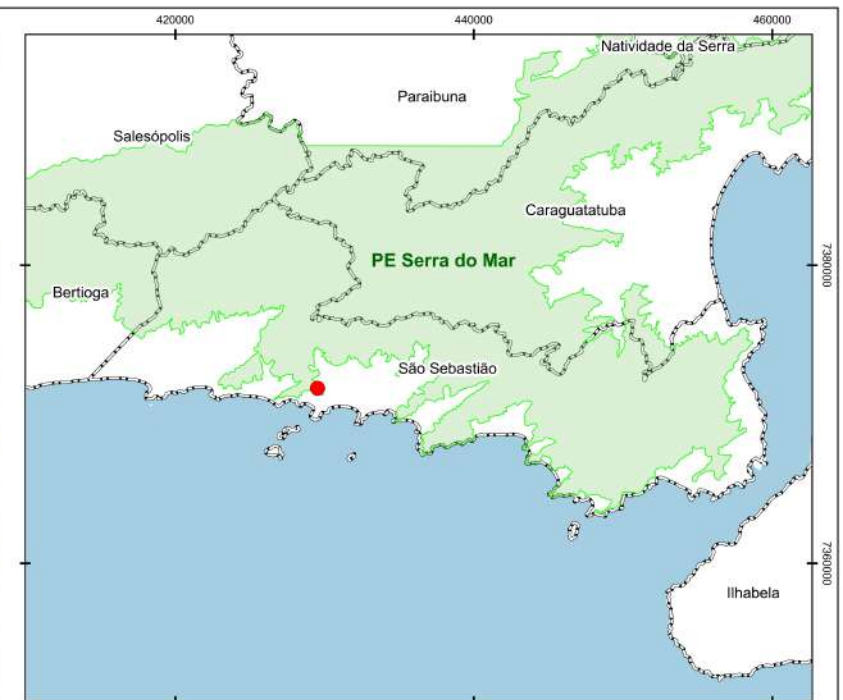 420000
440000
460000
Natividade da Serra
Paraibuna
Salesópolis
Caraguatatuba
PE Serra do Mar
7380000
Bertioga
São Sebastião
7360000
Ilhabela